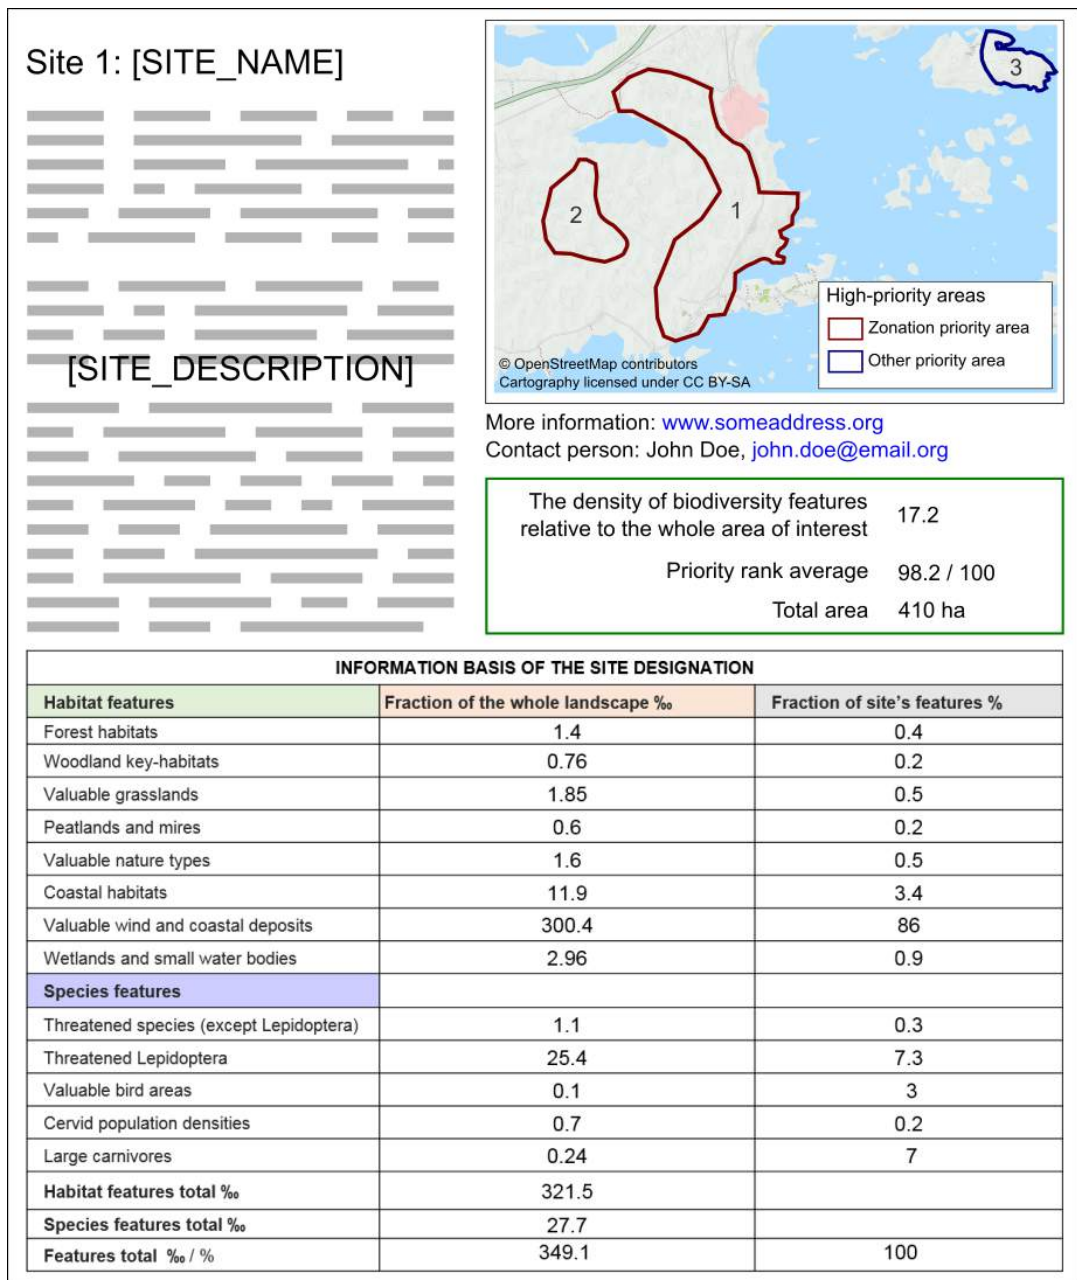 Site 1: [SITE_NAME]
[SITE_DESCRIPTION]
1
2
3
High-priority areas
Zonation priority area
Other priority area
© OpenStreetMap contributors
Cartography licensed under CC BY-SA
More information: www.someaddress.org
Contact person: John Doe, john.doe@email.org
The density of biodiversity features
relative to the whole area of interest 17.2
Priority rank average 98.2 / 100
Total area 410 ha
INFORMATION BASIS OF THE SITE DESIGNATION
Habitat features Fraction of the whole landscape ‰ Fraction of site's features %
Forest habitats 1.4 0.4
Woodland key-habitats 0.76 0.2
Valuable grasslands 1.85 0.5
Peatlands and mires 0.6 0.2
Valuable nature types 1.6 0.5
Coastal habitats 11.9 3.4
Valuable wind and coastal deposits 300.4 86
Wetlands and small water bodies 2.96 0.9
Species features
Threatened species (except Lepidoptera) 1.1 0.3
Threatened Lepidoptera 25.4 7.3
Valuable bird areas 0.1 3
Cervid population densities 0.7 0.2
Large carnivores 0.24 7
Habitat features total ‰ 321.5
Species features total ‰ 27.7
Features total ‰ / % 349.1 100